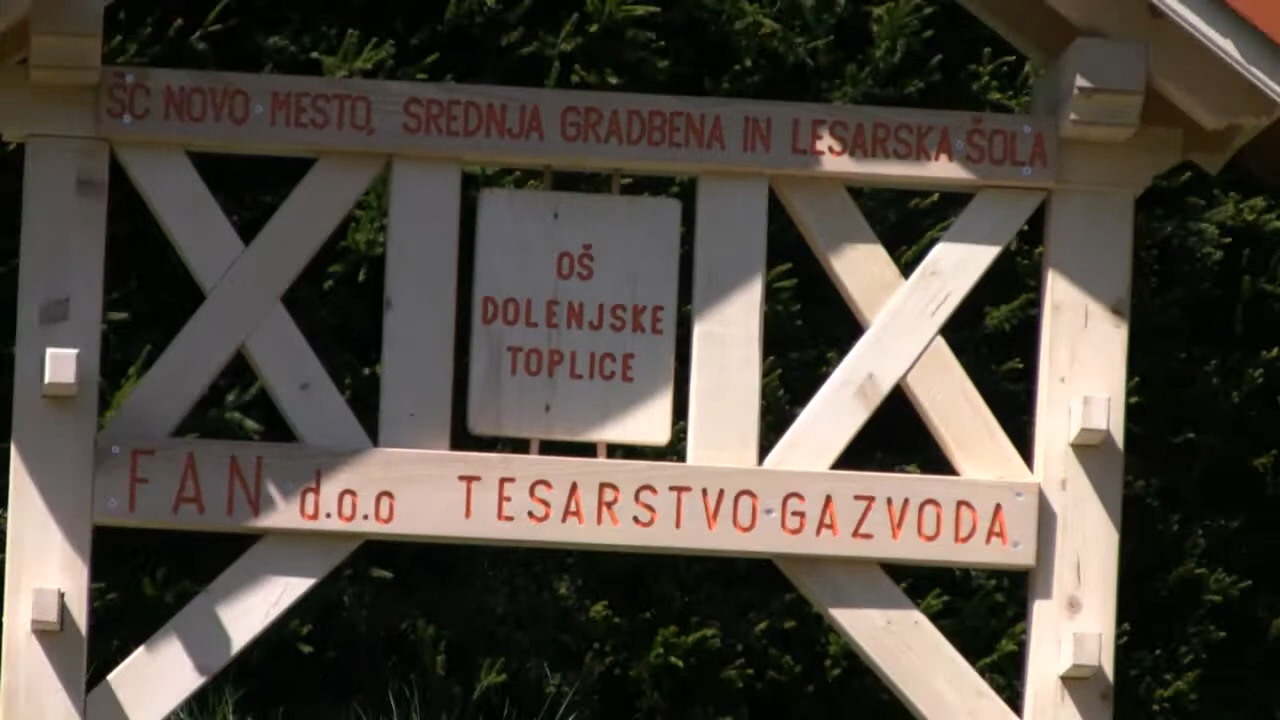 ŠC NOVO MESTO, SREDNJA GRADBENA IN LESARSKA ŠOLA
OŠ
DOLENJSKE
TOPLICE
FAN d.o.o TESARSTVO GAZVODA